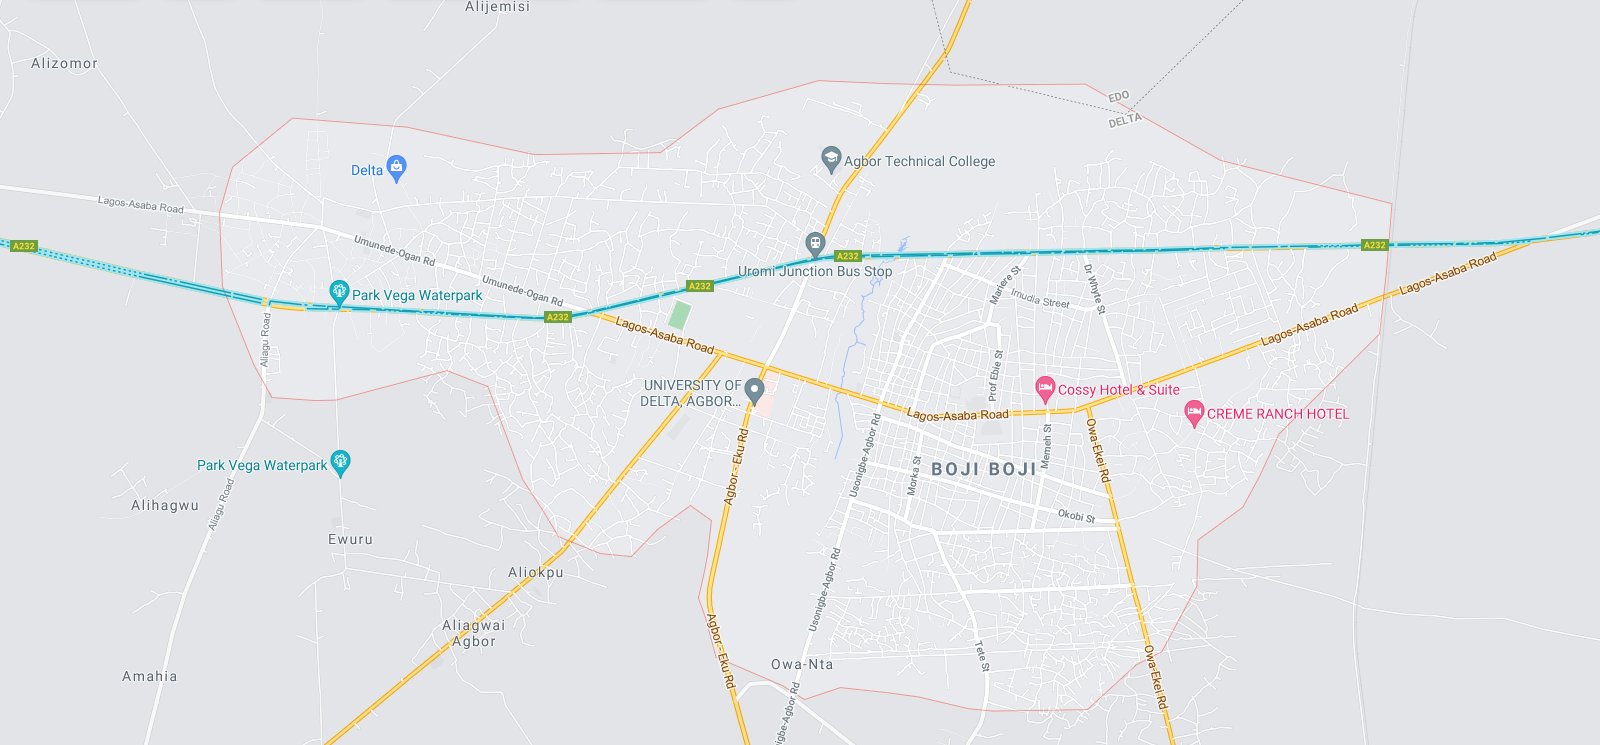 Alijemisi
Alizomor
EDO
DELTA
Agbor Technical College
Delta
Lagos-Asaba Road
Umunede-Ogan Rd
A232
A232
A232
Uromi Junction Bus Stop
Dr Whyte St
Mariere St
Lagos-Asaba Road
Umunede-Ogan Rd
A232
Park Vega Waterpark
Imudia Street
A232
Lagos-Asaba Road
Lagos-Asaba Road
Aliagu Road
Prof Ebie St
UNIVERSITY OF
DELTA, AGBOR...
Cossy Hotel & Suite
Lagos-Asaba Road
CREME RANCH HOTEL
Agbor - Eku Rd
Usonigbe-Agbor Rd
Morka St
Memeh St
Owa-Ekei Rd
BOJI BOJI
Park Vega Waterpark
Alihagwu
Aliagu Road
Okobi St
Ewuru
Aliokpu
Usonigbe-Agbor Rd
Aliagwai
Agbor
Agbor - Eku Rd
Owa-Nta
Tete St
Owa-Ekei Rd
Amahia
nigbe-Agbor Rd